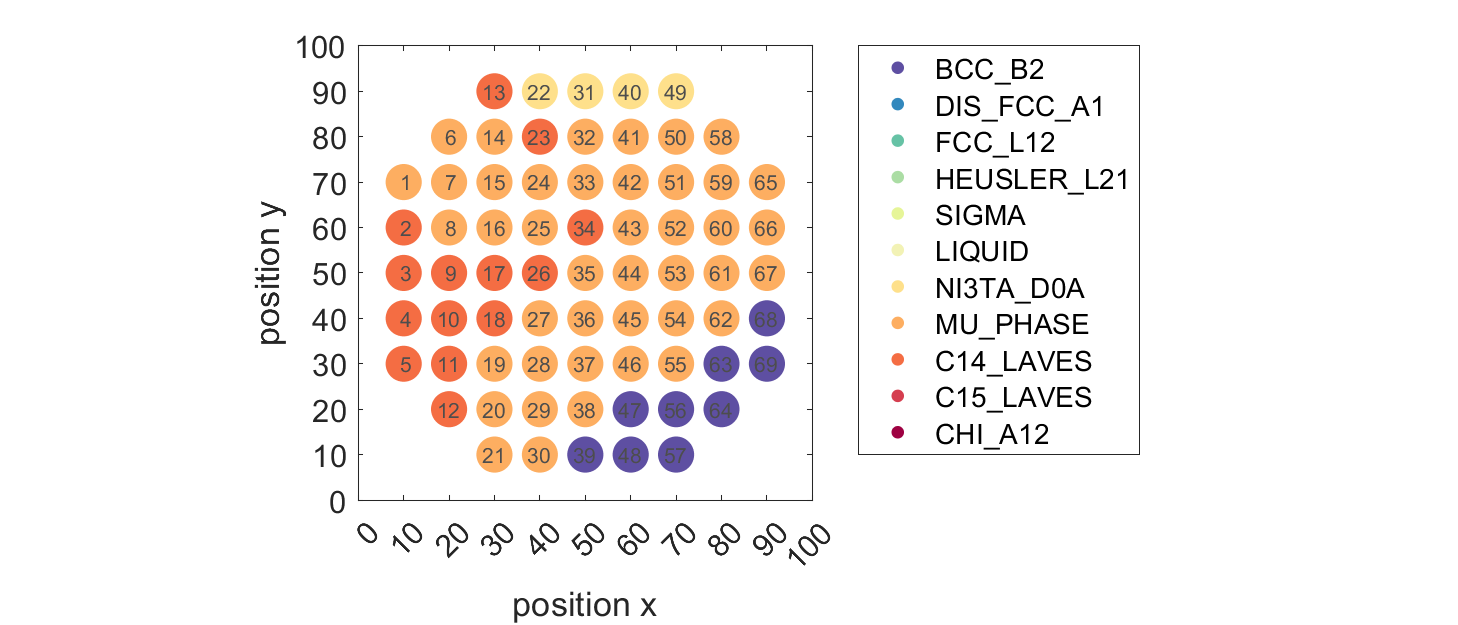 100
90
80
70
60
50
40
30
20
10
0
position y
13 22 31 40 49
6 14 23 32 41 50 58
1 7 15 24 33 42 51 59 65
2 8 16 25 34 43 52 60 66
3 9 17 26 35 44 53 61 67
4 10 18 27 36 45 54 62 68
5 11 19 28 37 46 55 63 69
12 20 29 38 47 56 64
21 30 39 48 57
0 10 20 30 40 50 60 70 80 90 100
position x
BCC_B2
DIS_FCC_A1
FCC_L12
HEUSLER_L21
SIGMA
LIQUID
NI3TA_D0A
MU_PHASE
C14_LAVES
C15_LAVES
CHI_A12